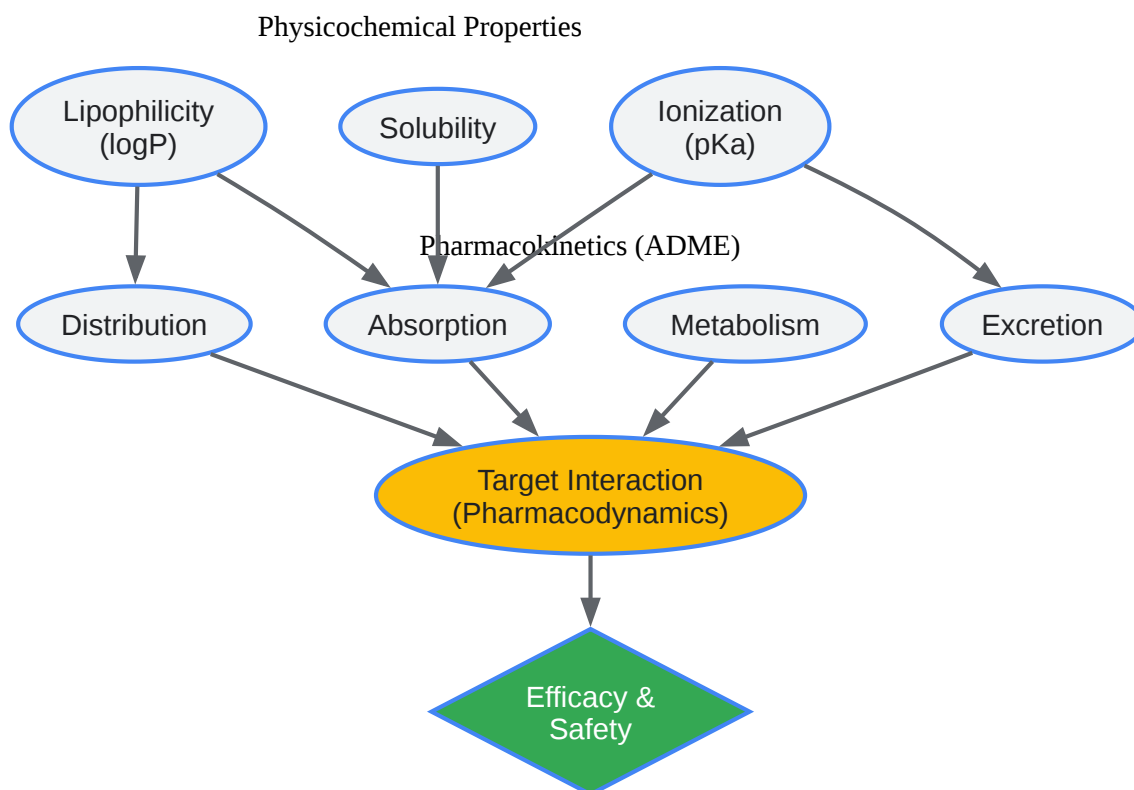 Physicochemical Properties
Lipophilicity
(logP)
Solubility
Ionization
(pKa)
Pharmacokinetics (ADME)
Distribution
Absorption
Metabolism
Excretion
Target Interaction
(Pharmacodynamics)
Efficacy &
Safety